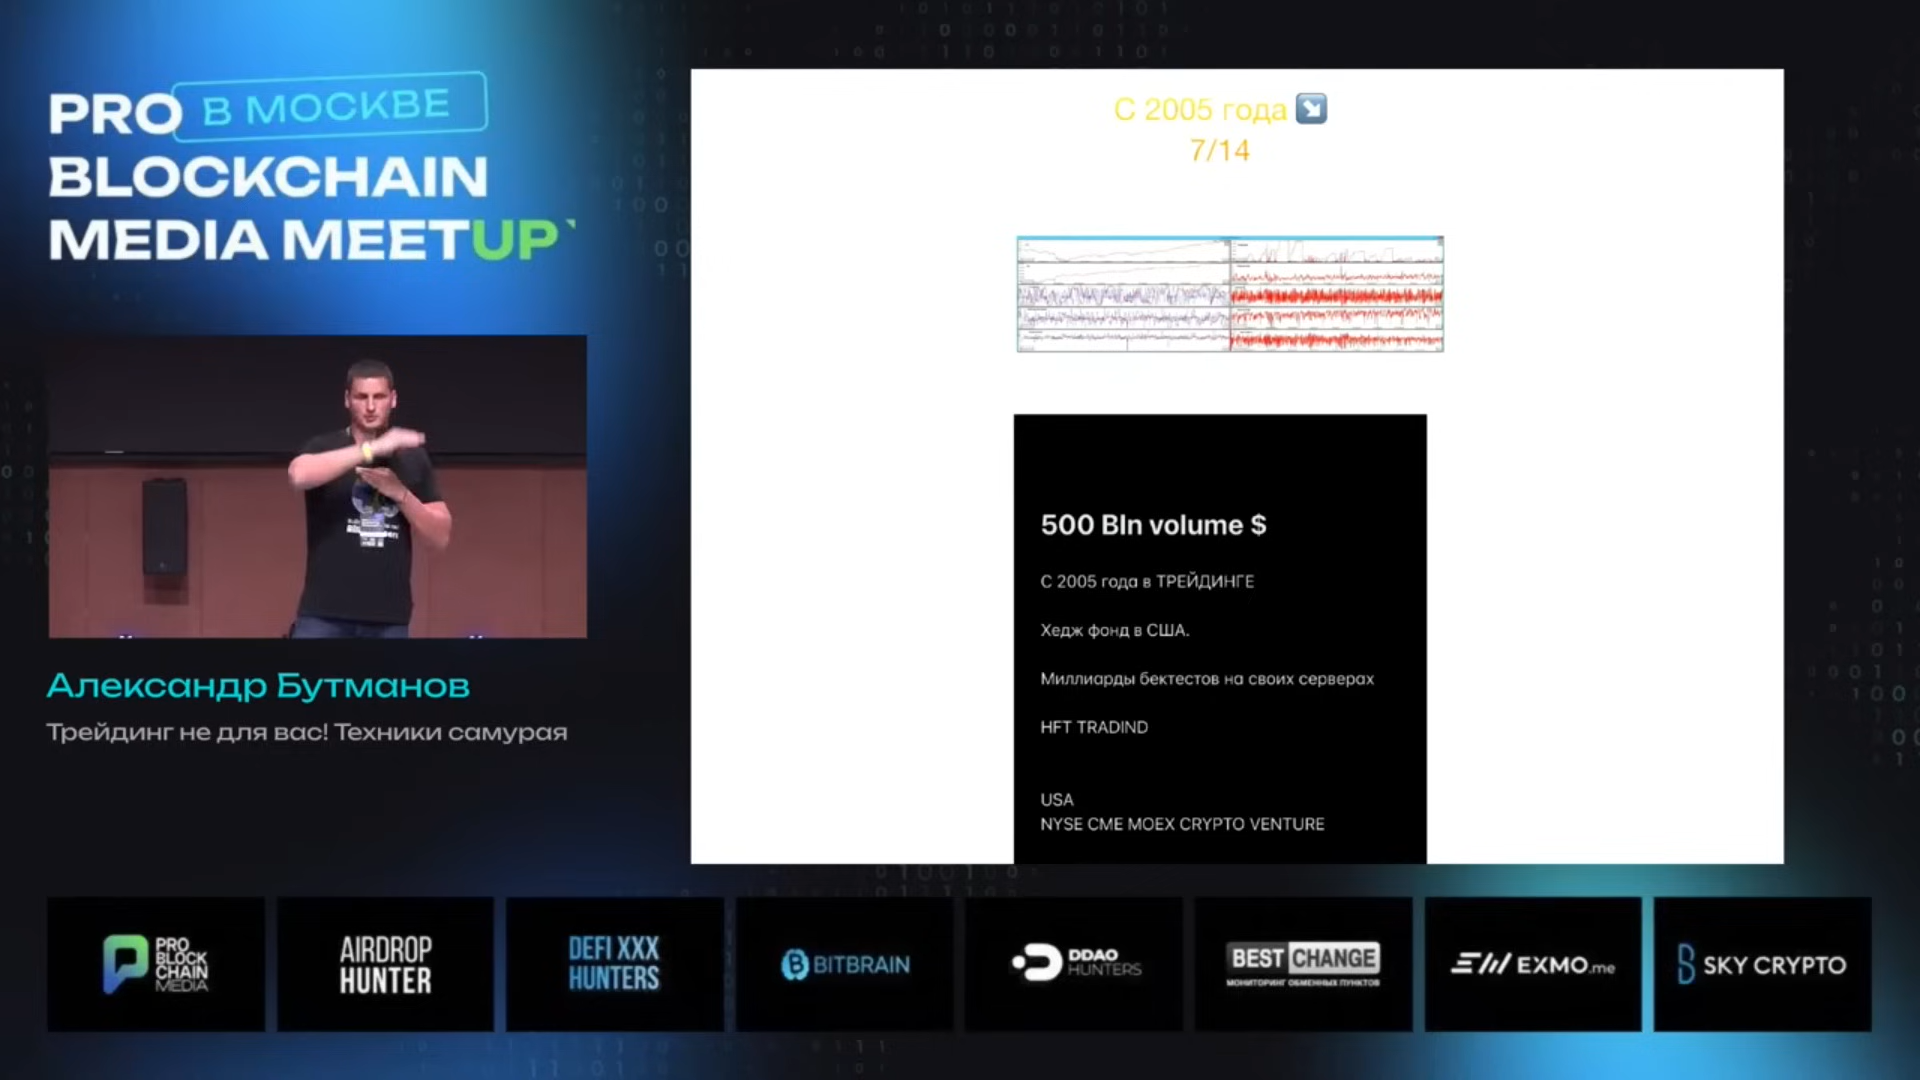 PRO В МОСКВЕ
BLOCKCHAIN
MEDIA MEETUP
С 2005 года
7/14
500 Bln volume $
С 2005 года в ТРЕЙДИНГЕ
Хедж фонд в США.
Миллиарды бектестов на своих серверах
HFT TRADIND
USA
NYSE CME MOEX CRYPTO VENTURE
Александр Бутманов
Трейдинг не для вас! Техники самурая
PRO
BLOCK
CHAIN
MEDIA
AIRDROP
HUNTER
DEFI XXX
HUNTERS
BITBRAIN
DDAO
HUNTERS
BEST CHANGE
МОНИТОРИНГ ОБМЕННЫХ ПУНКТОВ
EXMO.me
SKY CRYPTO